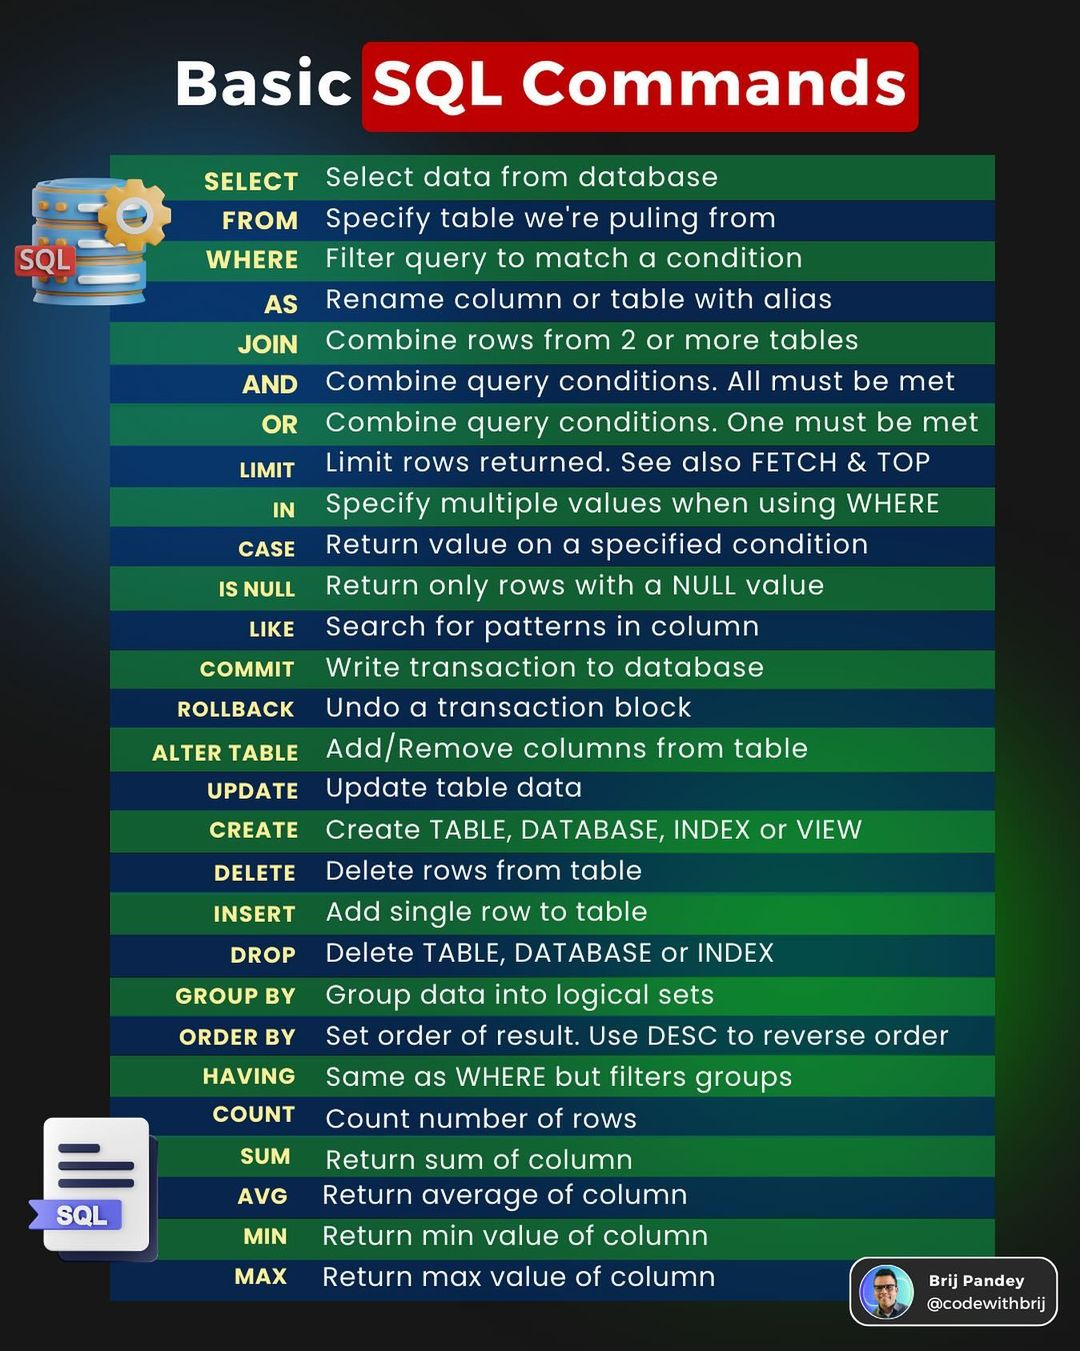 Basic SQL Commands
SELECT Select data from database
FROM Specify table we're puling from
SQL
WHERE Filter query to match a condition
AS Rename column or table with alias
JOIN Combine rows from 2 or more tables
AND Combine query conditions. All must be met
OR Combine query conditions. One must be met
LIMIT Limit rows returned. See also FETCH & TOP
IN Specify multiple values when using WHERE
CASE Return value on a specified condition
IS NULL Return only rows with a NULL value
LIKE Search for patterns in column
COMMIT Write transaction to database
ROLLBACK Undo a transaction block
ALTER TABLE Add/Remove columns from table
UPDATE Update table data
CREATE Create TABLE, DATABASE, INDEX or VIEW
DELETE Delete rows from table
INSERT Add single row to table
DROP Delete TABLE, DATABASE or INDEX
GROUP BY Group data into logical sets
ORDER BY Set order of result. Use DESC to reverse order
HAVING Same as WHERE but filters groups
COUNT Count number of rows
SUM Return sum of column
AVG Return average of column
SQL
MIN Return min value of column
MAX Return max value of column
Brij Pandey
@codewithbrij